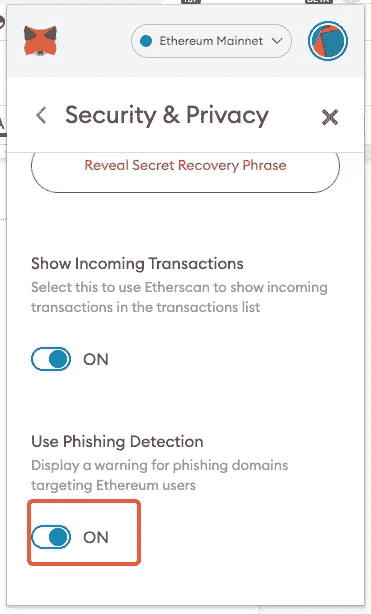 Ethereum Mainnet
Security & Privacy
Reveal Secret Recovery Phrase
Show Incoming Transactions
Select this to use Etherscan to show incoming
transactions in the transactions list
ON
Use Phishing Detection
Display a warning for phishing domains
targeting Ethereum users
ON